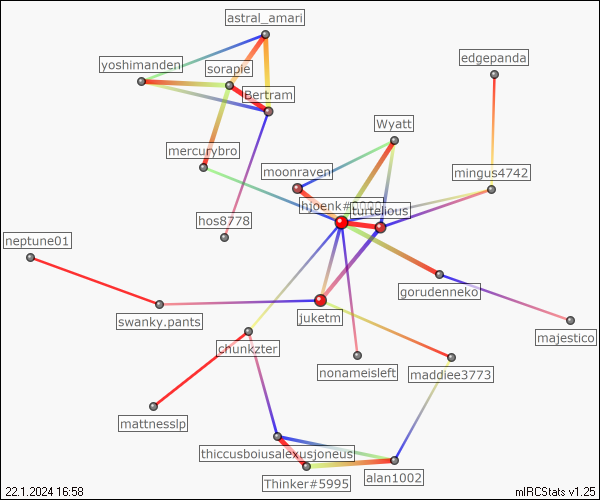 astral_amari
edgepanda
yoshimanden
sorapie
Bertram
Wyatt
mercurybro
moonraven
mingus4742
hjoenk#0000
turtelious
hos8778
neptune01
gorudenneko
swanky.pants
juketm
majestico
chunkzter
nonameisleft
maddiee3773
mattnesslp
thiccusboiusalexusjoneus
Thinker#5995
alan1002
22.1.2024 16:58
mIRCStats v1.25